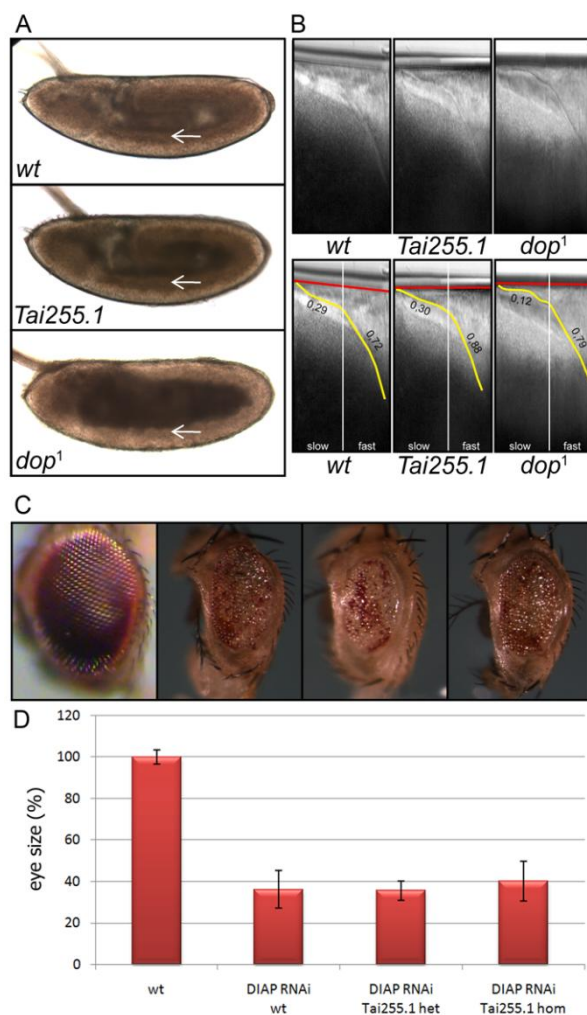 A
wt
Tai255.1
dop1
B
wt Tai255.1 dop1
0,29 0,72 0,30 0,88 0,12 0,79
slow fast slow fast slow fast
wt Tai255.1 dop1
C
D
120
100
80
60
40
20
0
eye size (%)
wt DIAP RNAi DIAP RNAi DIAP RNAi
wt Tai255.1 het Tai255.1 hom